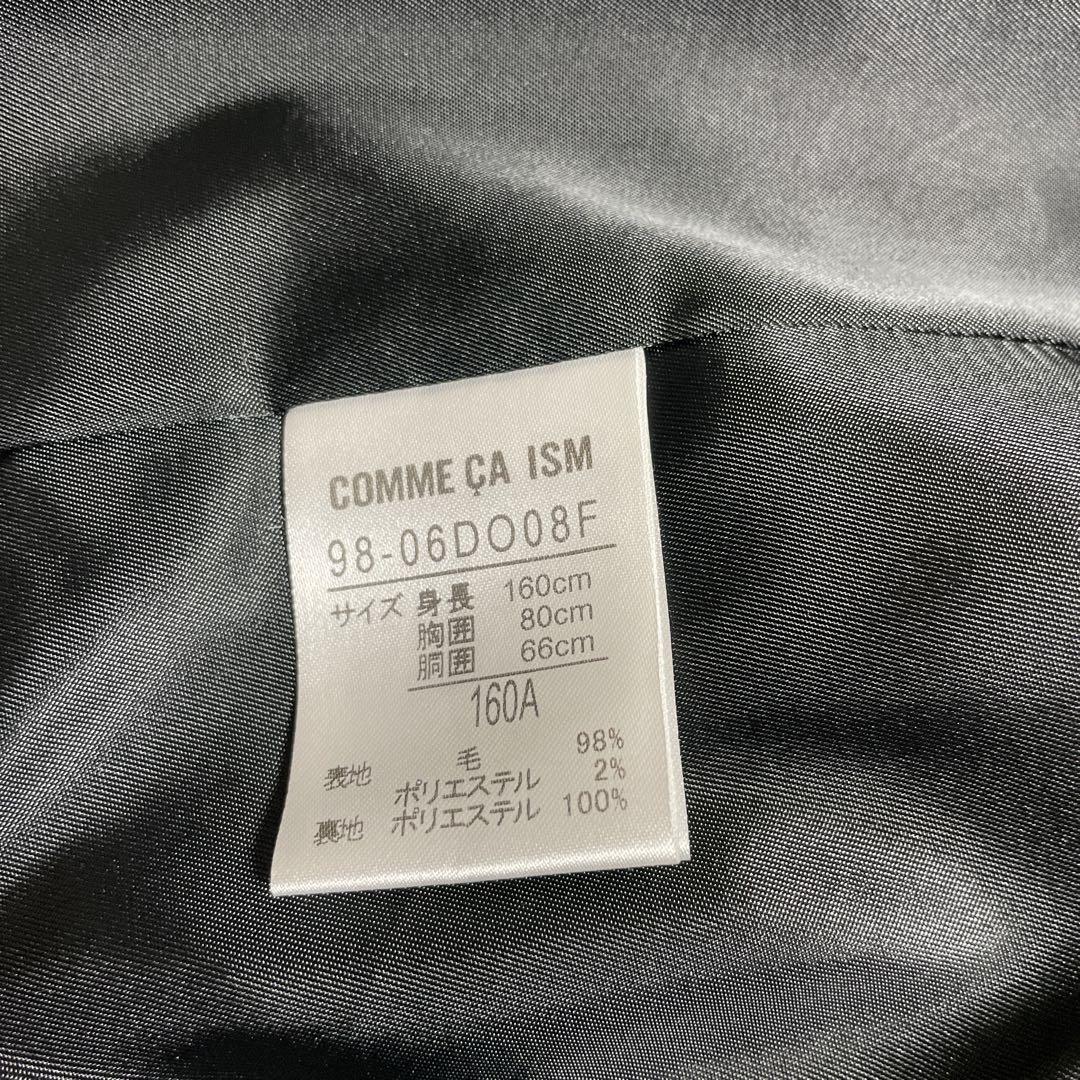 COMME ÇA ISM
98-06DO08F
サイズ 身長 160cm
胸囲 80cm
胴囲 66cm
160A
表地 毛 98%
ポリエステル 2%
裏地 ポリエステル 100%